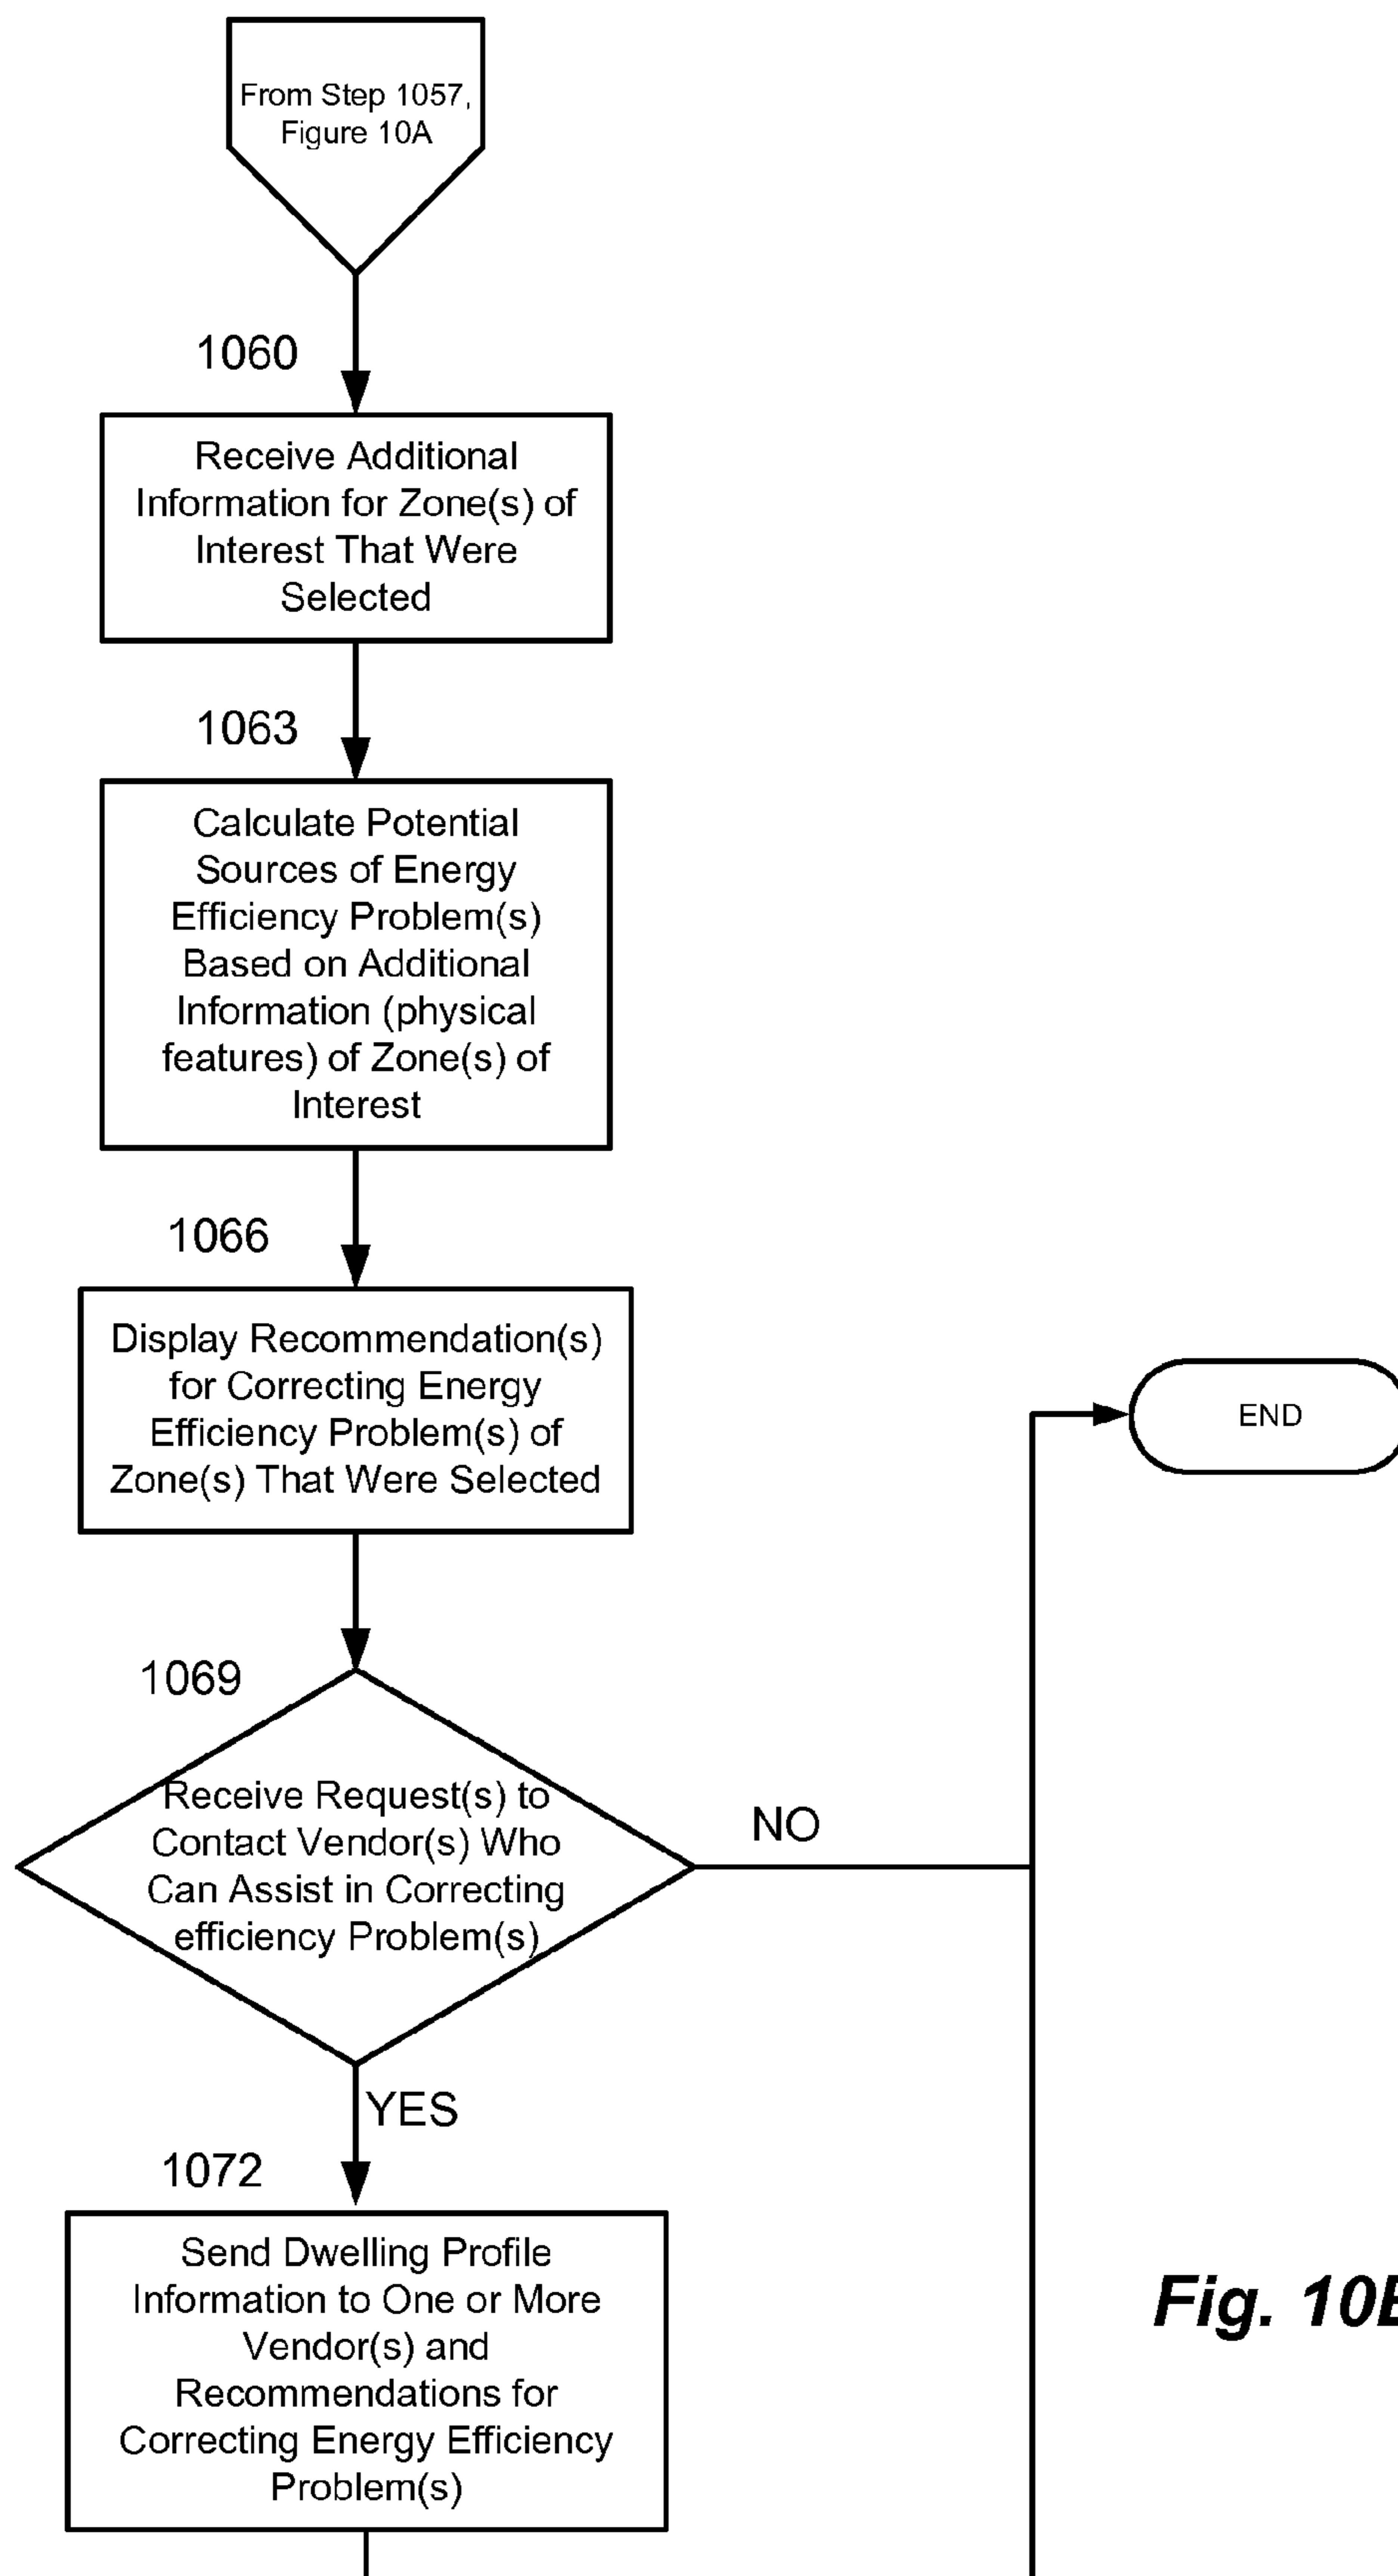 From Step 1057,
Figure 10A
1060
Receive Additional
Information for Zone(s) of
Interest That Were
Selected
1063
Calculate Potential
Sources of Energy
Efficiency Problem(s)
Based on Additional
Information (physical
features) of Zone(s) of
Interest
1066
Display Recommendation(s)
for Correcting Energy
Efficiency Problem(s) of
Zone(s) That Were Selected
END
1069
Receive Request(s) to
Contact Vendor(s) Who
Can Assist in Correcting
efficiency Problem(s)
NO
YES
1072
Send Dwelling Profile
Information to One or More
Vendor(s) and
Recommendations for
Correcting Energy Efficiency
Problem(s)
Fig.